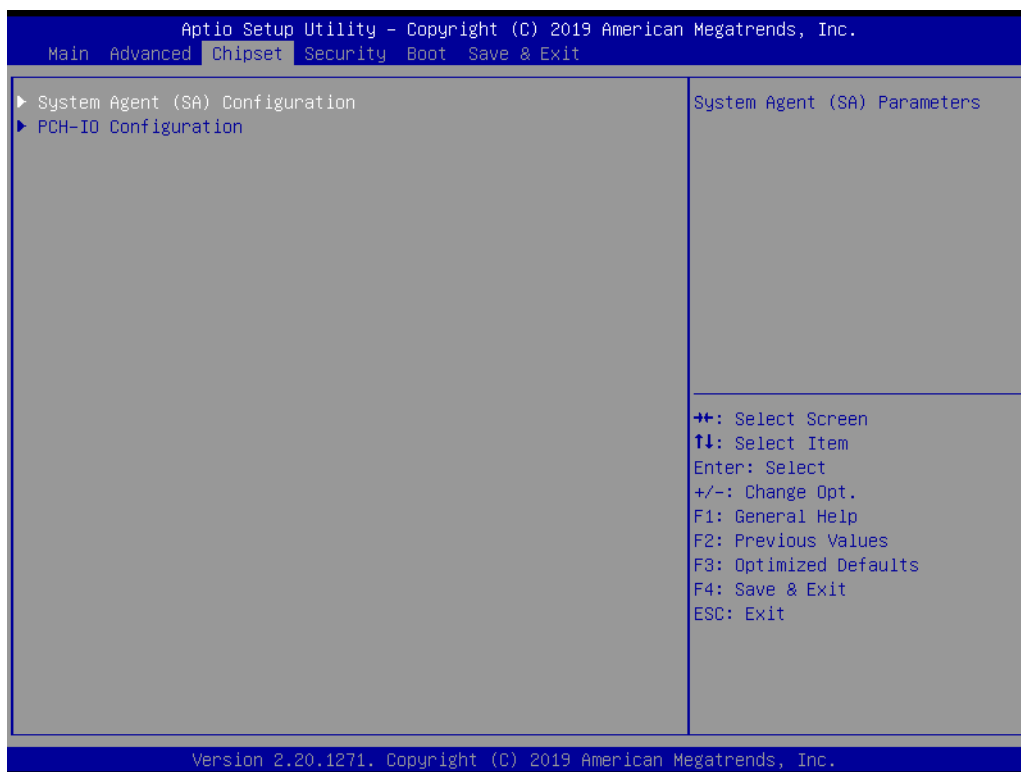 Aptio Setup Utility – Copyright (C) 2019 American Megatrends, Inc.
Main Advanced Chipset Security Boot Save & Exit
▶ System Agent (SA) Configuration
▶ PCH-IO Configuration
System Agent (SA) Parameters
→←: Select Screen
↑↓: Select Item
Enter: Select
+/-: Change Opt.
F1: General Help
F2: Previous Values
F3: Optimized Defaults
F4: Save & Exit
ESC: Exit
Version 2.20.1271. Copyright (C) 2019 American Megatrends, Inc.